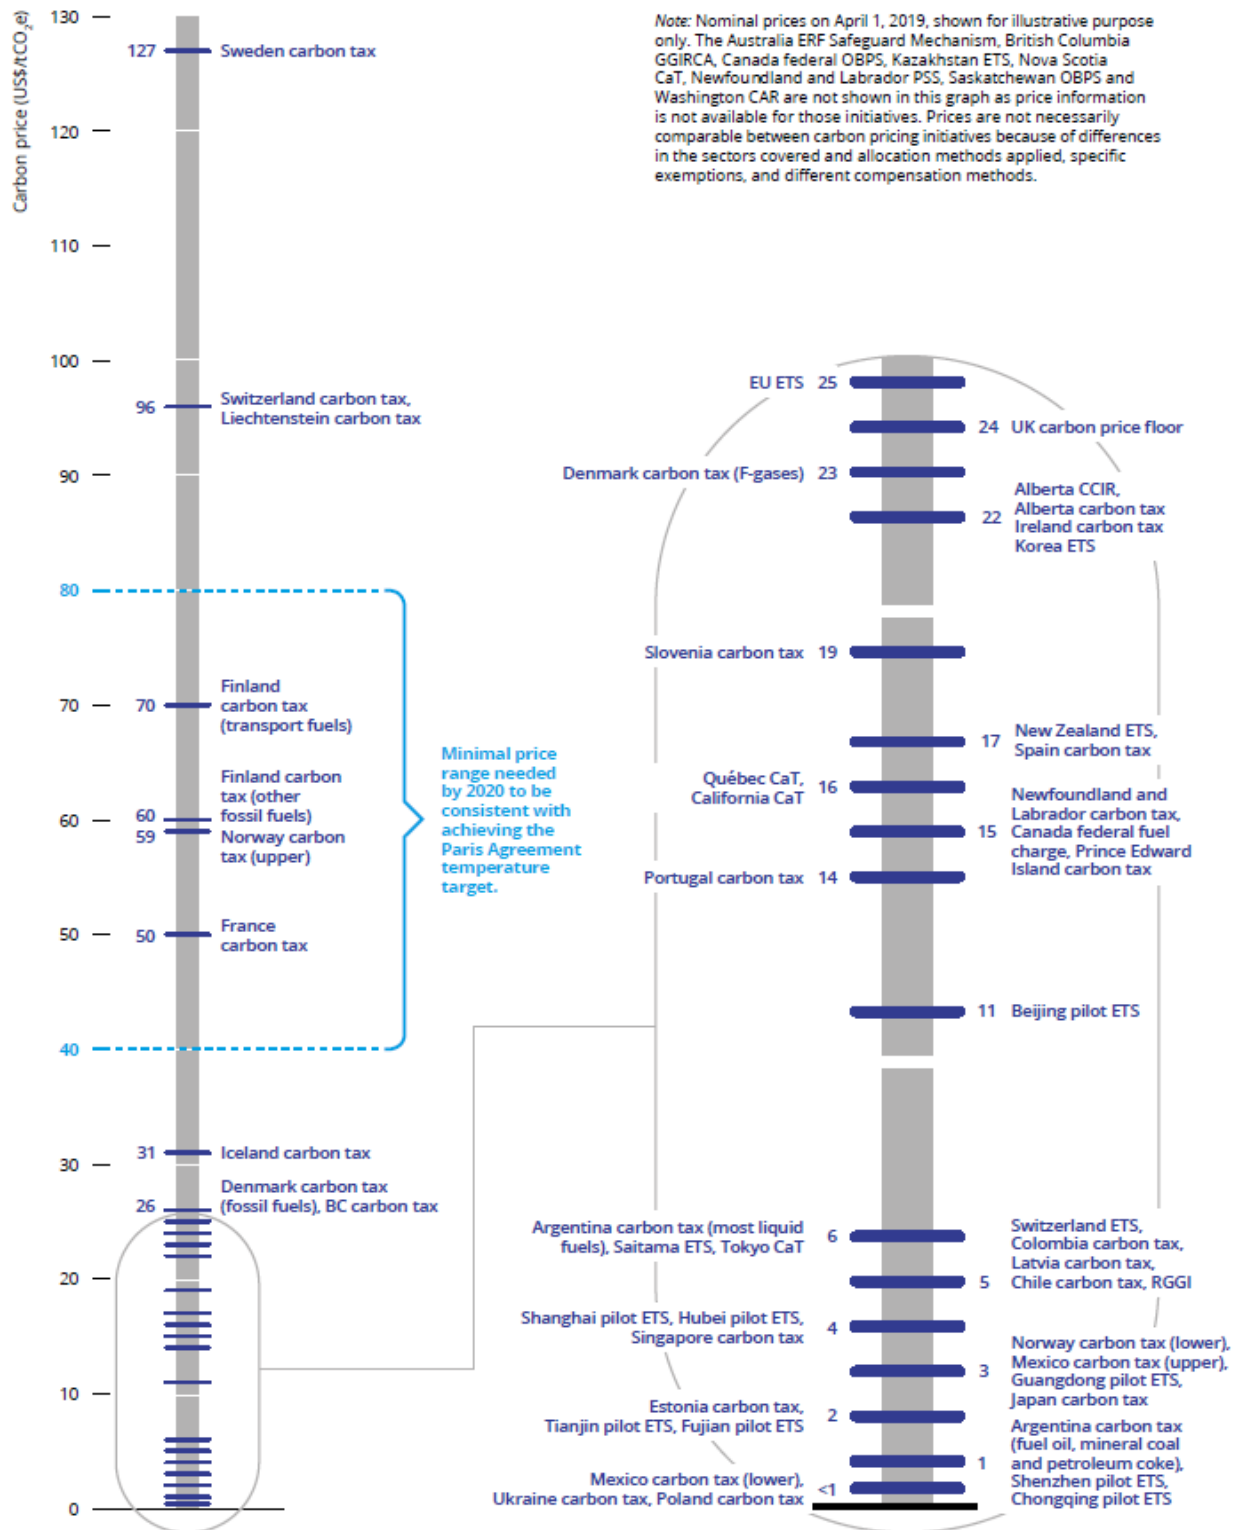 Carbon price (US$/tCO₂e)
130
120
110
100
90
80
70
60
50
40
30
20
10
0
127 Sweden carbon tax
96 Switzerland carbon tax,
Liechtenstein carbon tax
70 Finland
carbon tax
(transport fuels)
60 Finland carbon
tax (other
fossil fuels)
59 Norway carbon
tax (upper)
50 France
carbon tax
31 Iceland carbon tax
26 Denmark carbon tax
(fossil fuels), BC carbon tax
Minimal price
range needed
by 2020 to be
consistent with
achieving the
Paris Agreement
temperature
target.
Note: Nominal prices on April 1, 2019, shown for illustrative purpose
only. The Australia ERF Safeguard Mechanism, British Columbia
GGIRCA, Canada federal OBPS, Kazakhstan ETS, Nova Scotia
CaT, Newfoundland and Labrador PSS, Saskatchewan OBPS and
Washington CAR are not shown in this graph as price information
is not available for those initiatives. Prices are not necessarily
comparable between carbon pricing initiatives because of differences
in the sectors covered and allocation methods applied, specific
exemptions, and different compensation methods.
EU ETS 25
24 UK carbon price floor
Denmark carbon tax (F-gases) 23
22 Alberta CCIR,
Alberta carbon tax
Ireland carbon tax
Korea ETS
Slovenia carbon tax 19
17 New Zealand ETS,
Spain carbon tax
Québec CaT,
California CaT 16
15 Newfoundland and
Labrador carbon tax,
Canada federal fuel
charge, Prince Edward
Island carbon tax
Portugal carbon tax 14
11 Beijing pilot ETS
Argentina carbon tax (most liquid
fuels), Saitama ETS, Tokyo CaT 6
5 Switzerland ETS,
Colombia carbon tax,
Latvia carbon tax,
Chile carbon tax, RGGI
Shanghai pilot ETS, Hubei pilot ETS,
Singapore carbon tax 4
3 Norway carbon tax (lower),
Mexico carbon tax (upper),
Guangdong pilot ETS,
Japan carbon tax
Estonia carbon tax,
Tianjin pilot ETS, Fujian pilot ETS 2
1 Argentina carbon tax
(fuel oil, mineral coal
and petroleum coke),
Shenzhen pilot ETS,
Chongqing pilot ETS
Mexico carbon tax (lower),
Ukraine carbon tax, Poland carbon tax <1